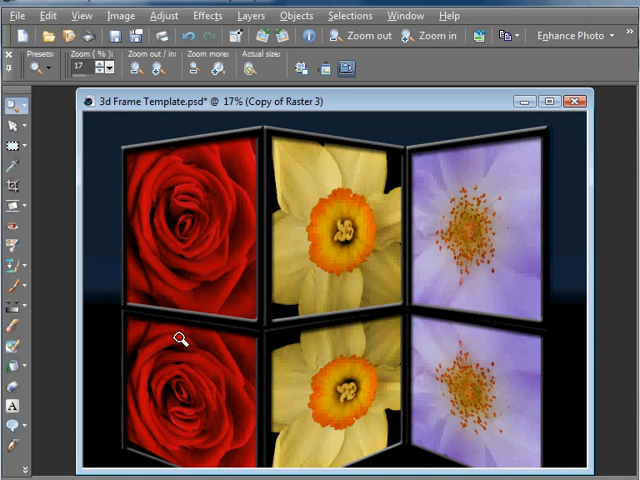 File Edit View Image Adjust Effects Layers Objects Selections Window Help
Zoom out Zoom in Enhance Photo
Presets: Zoom ( % ): Zoom out / in: Zoom more: Actual size:
17
3d Frame Template.psd* @ 17% (Copy of Raster 3)
A